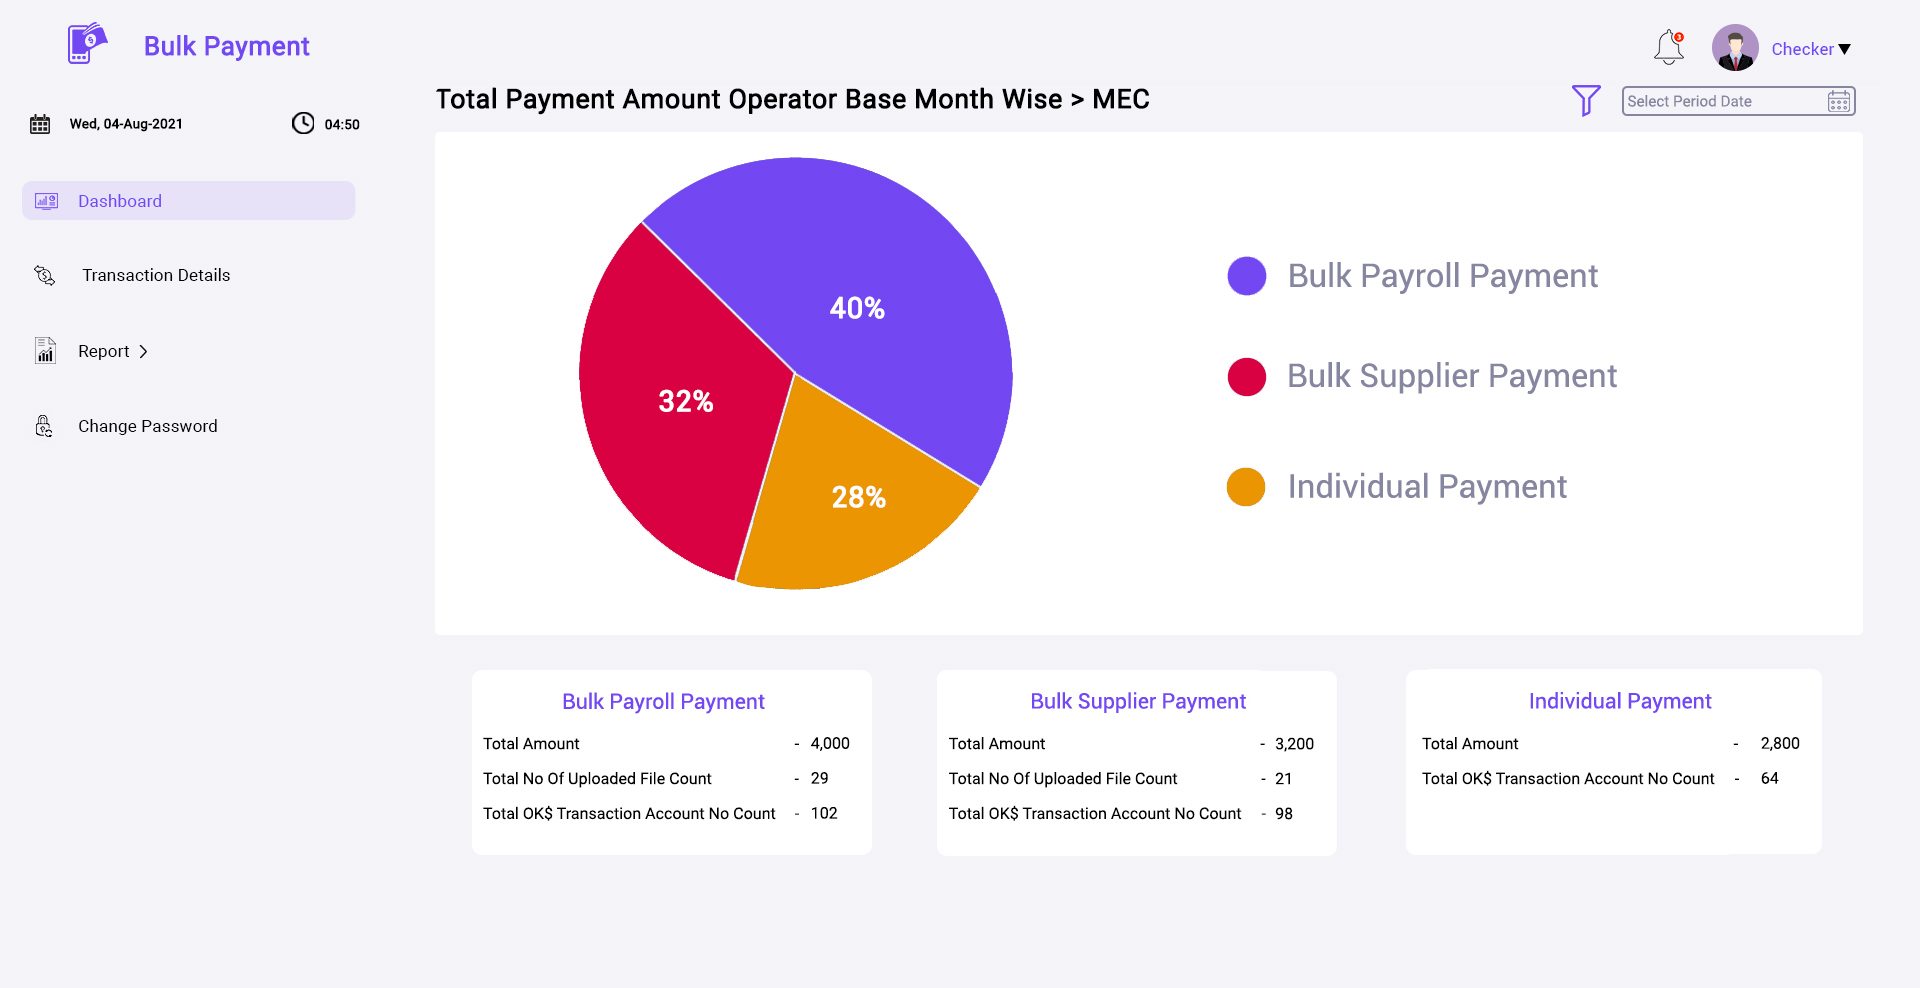 Bulk Payment
3
Checker
Total Payment Amount Operator Base Month Wise > MEC
Select Period Date
Wed, 04-Aug-2021
04:50
Dashboard
Transaction Details
Report >
Change Password
40%
32%
28%
Bulk Payroll Payment
Bulk Supplier Payment
Individual Payment
Bulk Payroll Payment
Total Amount - 4,000
Total No Of Uploaded File Count - 29
Total OK$ Transaction Account No Count - 102
Bulk Supplier Payment
Total Amount - 3,200
Total No Of Uploaded File Count - 21
Total OK$ Transaction Account No Count - 98
Individual Payment
Total Amount - 2,800
Total OK$ Transaction Account No Count - 64